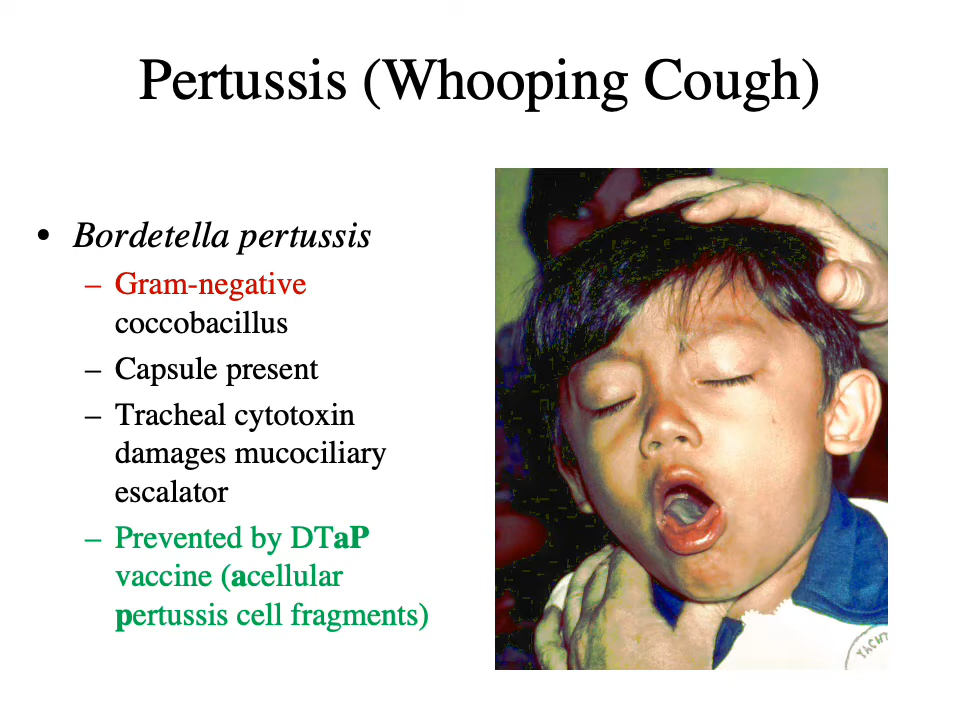 Pertussis (Whooping Cough)
• Bordetella pertussis
– Gram-negative
coccobacillus
– Capsule present
– Tracheal cytotoxin
damages mucociliary
escalator
– Prevented by DTaP
vaccine (acellular
pertussis cell fragments)
YACHT